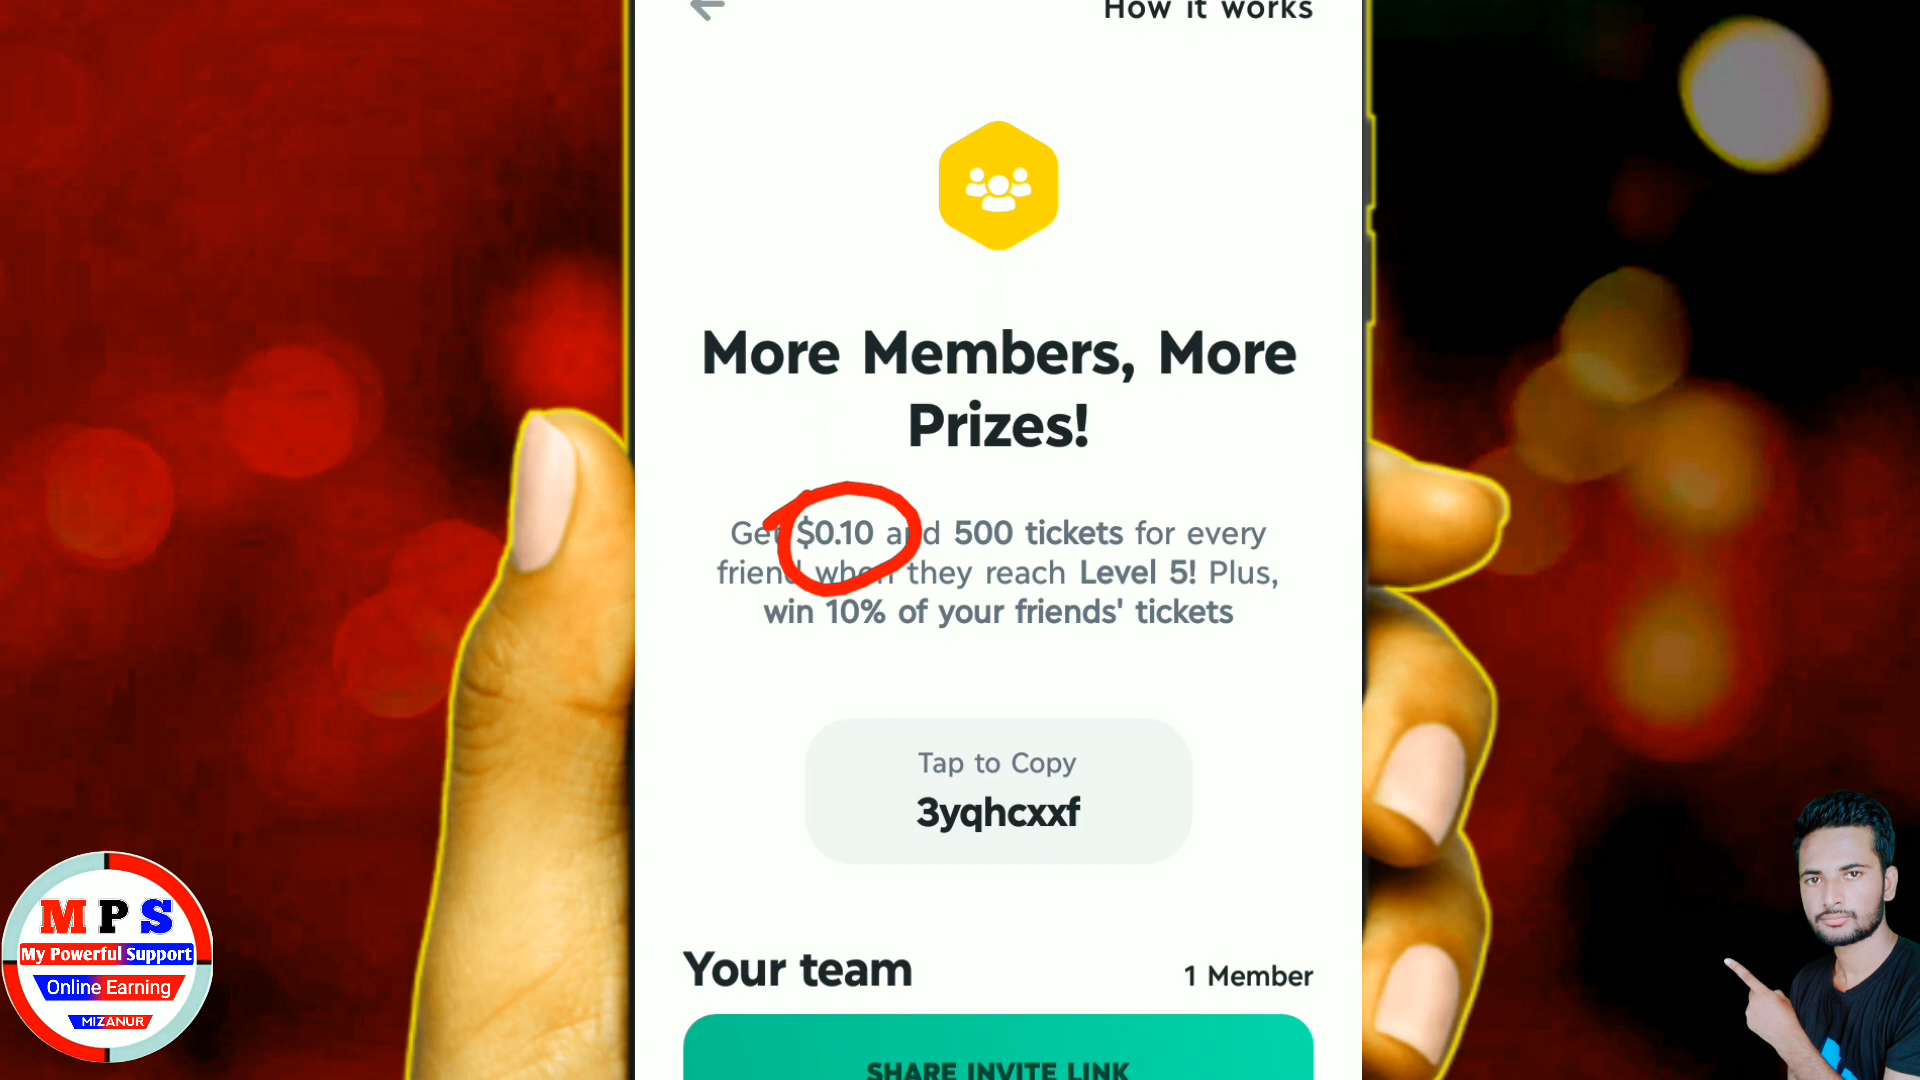 How it works
More Members, More
Prizes!
Get $0.10 and 500 tickets for every
friend when they reach Level 5! Plus,
win 10% of your friends' tickets
Tap to Copy
3yqhcxxf
Your team
1 Member
SHARE INVITE LINK
M P S
My Powerful Support
Online Earning
MIZANUR